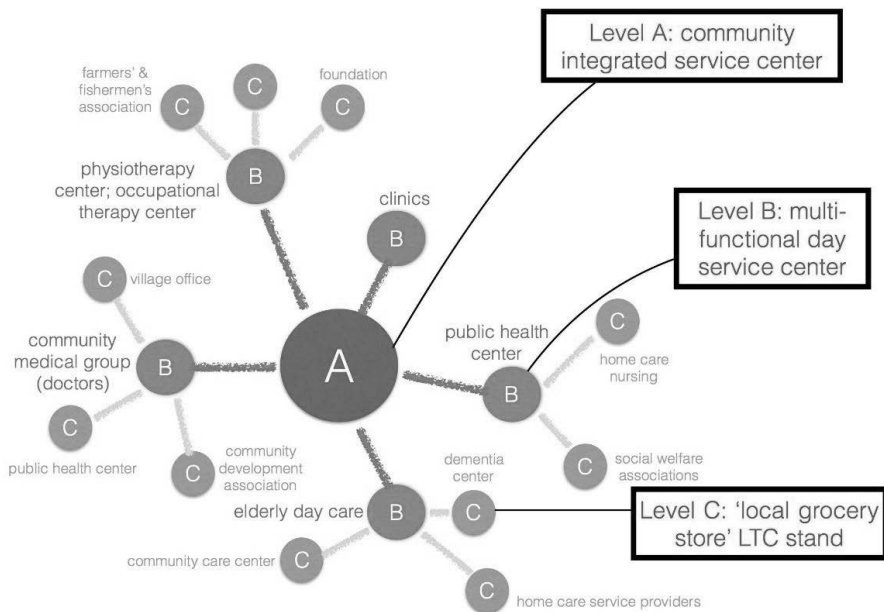 Level A: community
integrated service center
farmers' &
fishermen's
association
C
C
foundation
C
physiotherapy
center; occupational
therapy center
B
clinics
B
Level B: multi-
functional day
service center
C
village office
community
medical group
(doctors)
B
A
public health
center
B
C
home care
nursing
C
public health center
C
community
development
association
dementia
center
C
C
social welfare
associations
elderly day care
B
Level C: 'local grocery
store' LTC stand
community care center
C
C
home care service providers